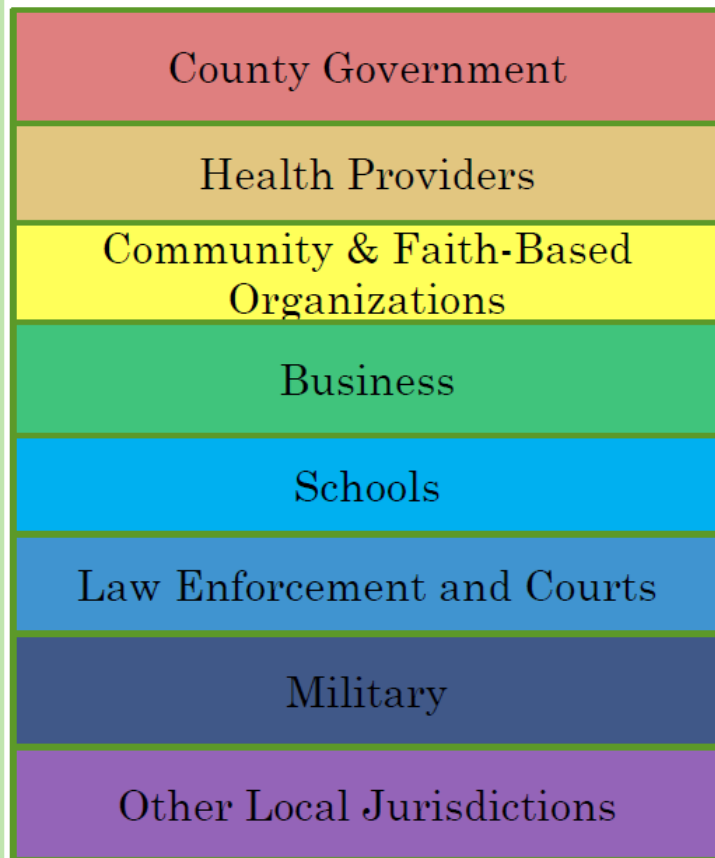 County Government
Health Providers
Community & Faith-Based
Organizations
Business
Schools
Law Enforcement and Courts
Military
Other Local Jurisdictions